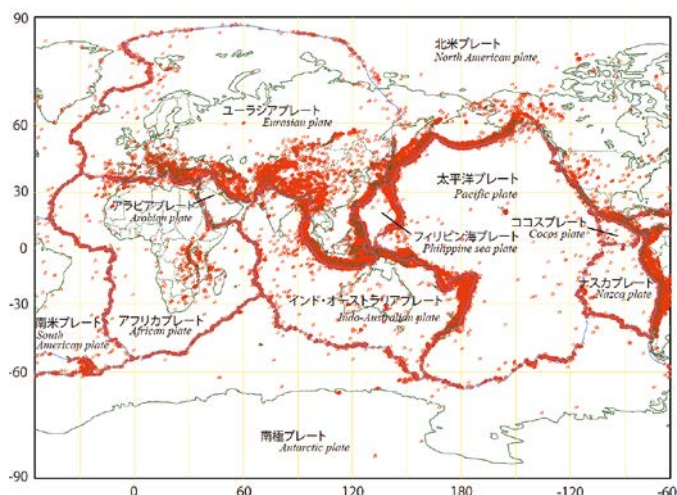 90
60
30
0
-30
-60
-90
北米プレート
North American plate
ユーラシアプレート
Eurasian plate
太平洋プレート
Pacific plate
アラビアプレート
Arabian plate
フィリピン海プレート
Philippine sea plate
ココスプレート
Cocos plate
ナスカプレート
Nazca plate
インド・オーストラリアプレート
Indo-Australian plate
南米プレート
South
American plate
アフリカプレート
African plate
南極プレート
Antarctic plate
0 60 120 180 -120 -60